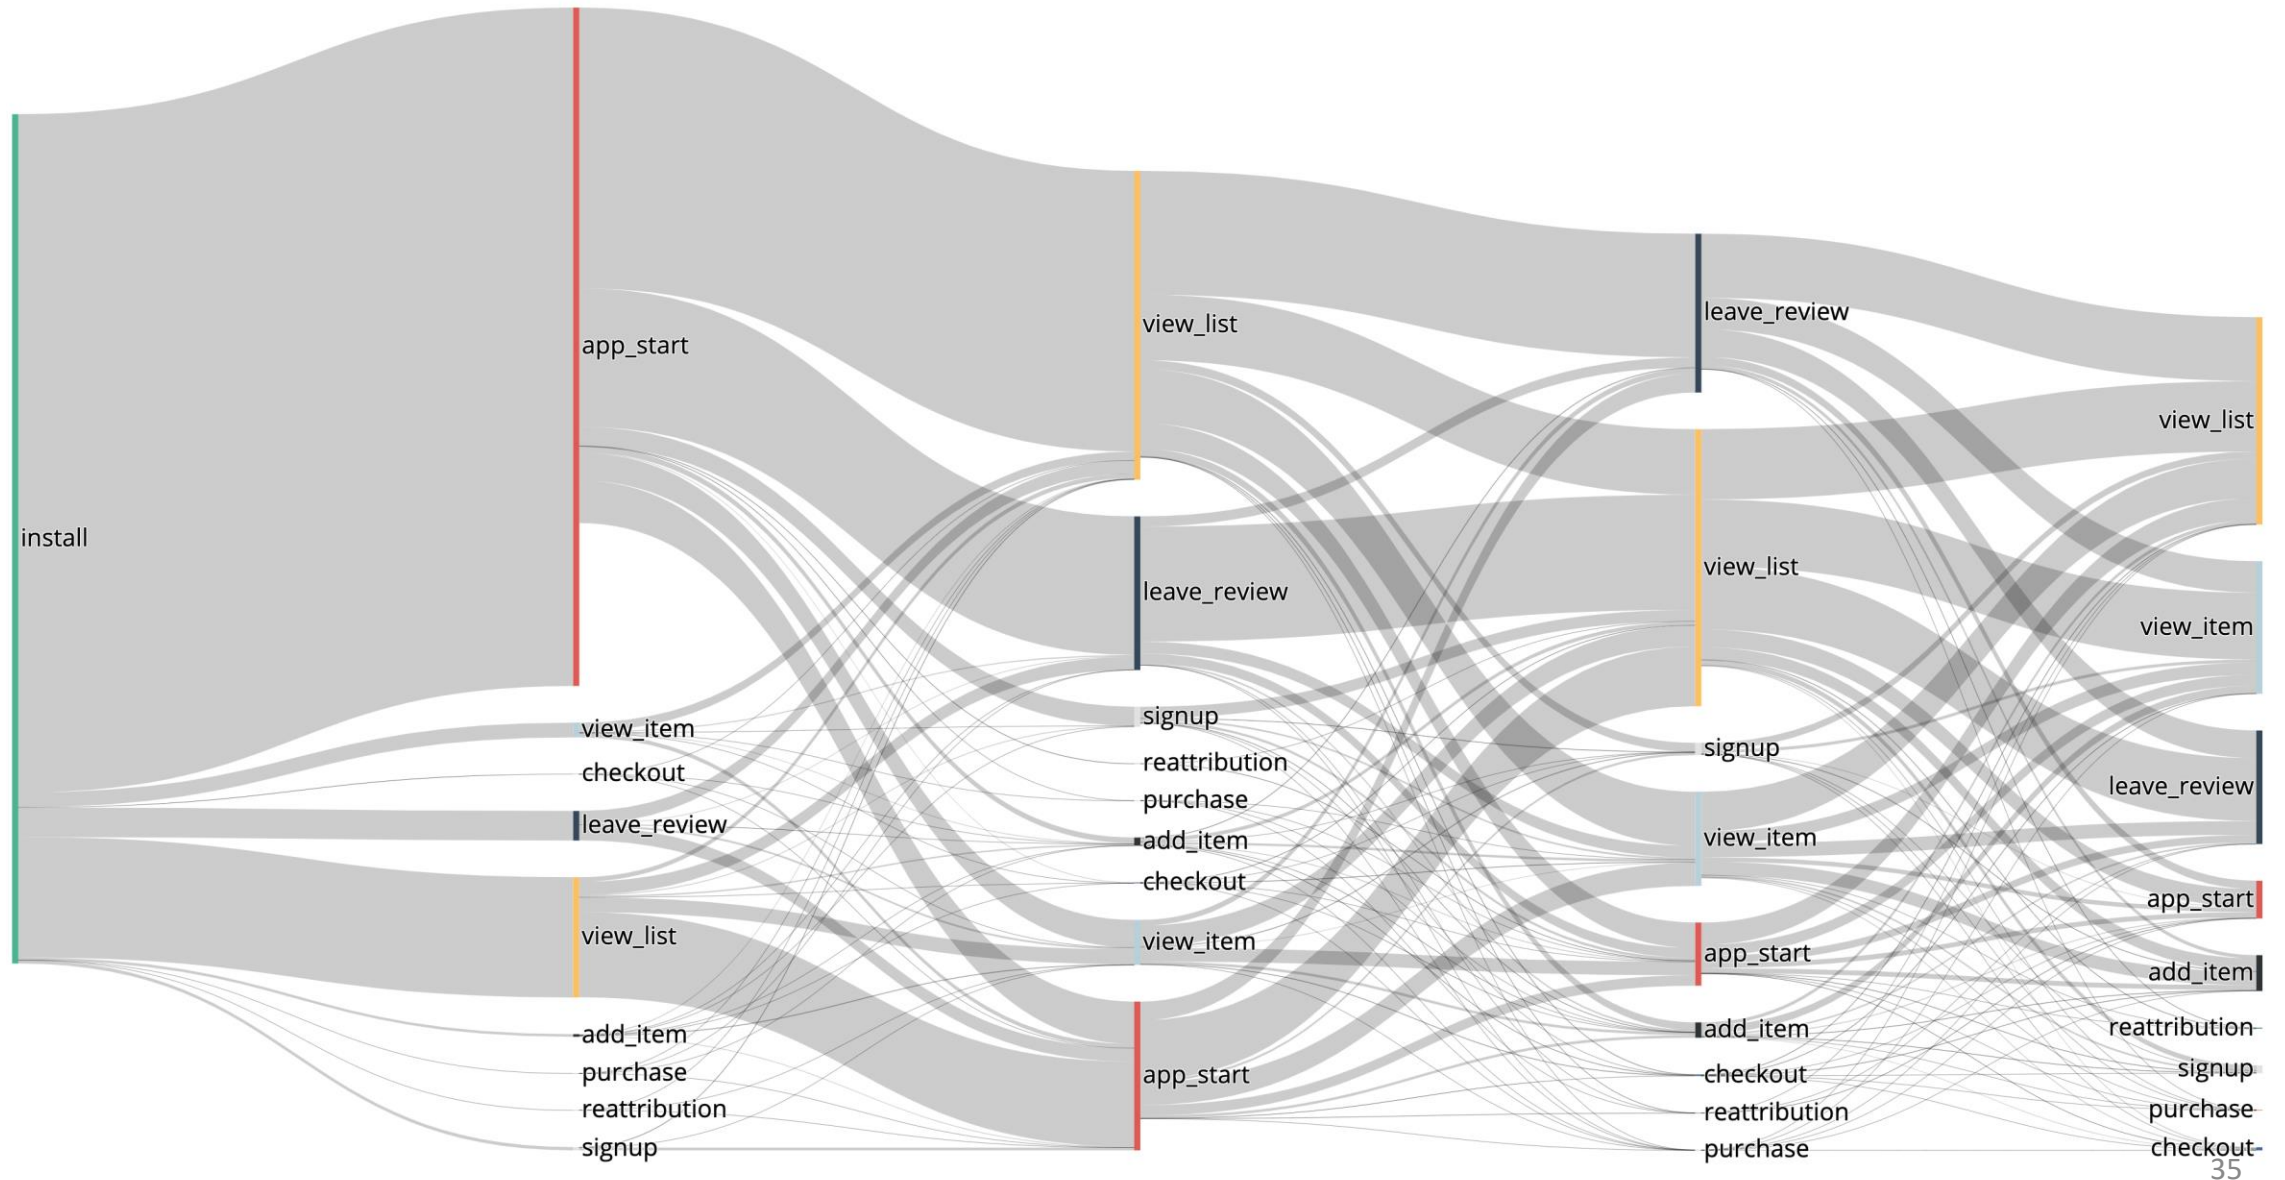 install
app_start
view_item
checkout
leave_review
view_list
add_item
purchase
reattribution
signup
view_list
leave_review
signup
reattribution
purchase
add_item
checkout
view_item
app_start
leave_review
view_list
signup
view_item
app_start
add_item
checkout
reattribution
purchase
view_list
view_item
leave_review
app_start
add_item
reattribution
signup
purchase
checkout
35